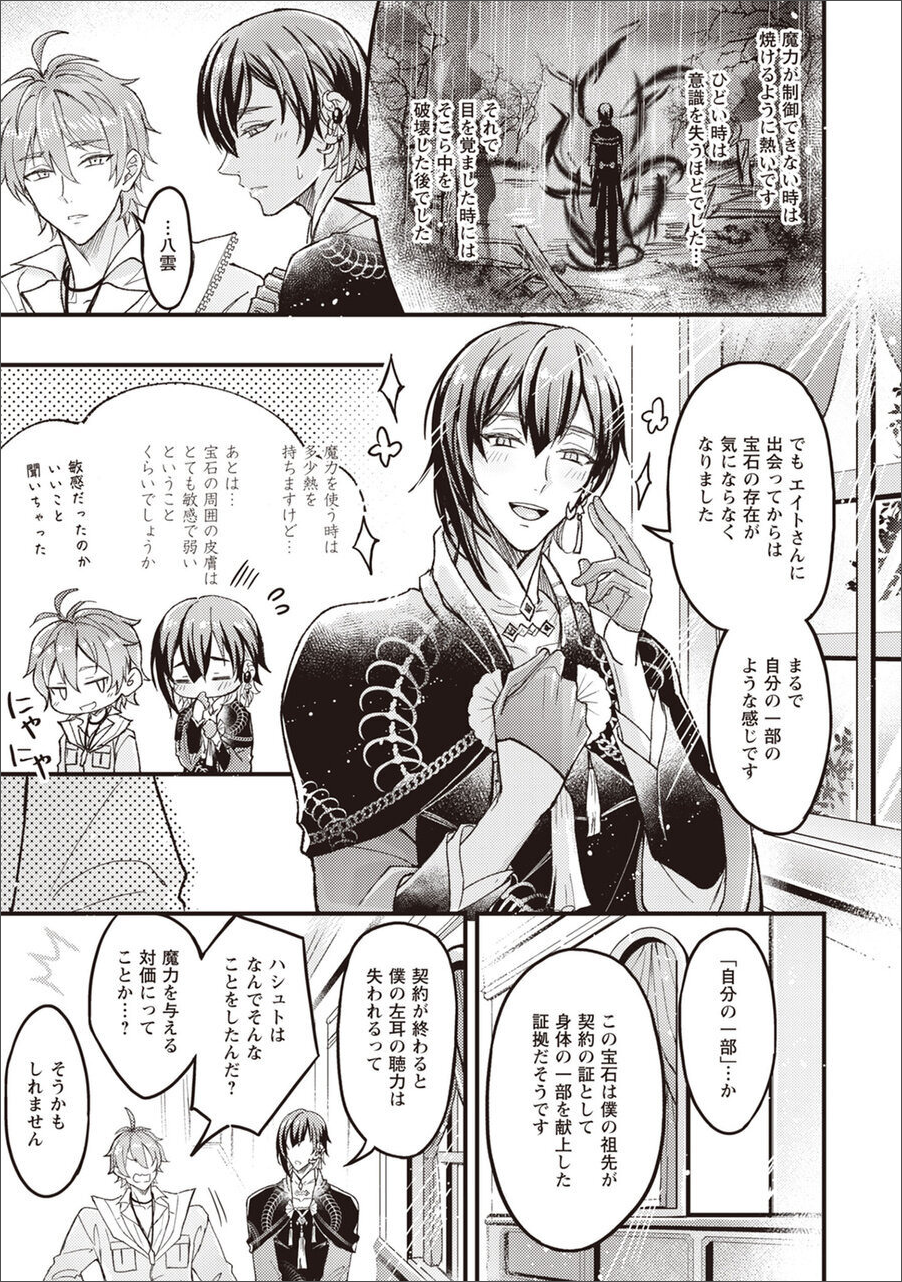 魔力が制御できない時は
焼けるように熱いです
ひどい時は
意識を失うほどでした…
それで
目を覚ました時には
そこら中を
破壊した後でした
…八雲
でもエイトさんに
出会ってからは
宝石の存在が
気にならなく
なりました
まるで
自分の一部の
ような感じです
魔力を使う時は
多少熱を
持ちますけど…
あとは…
宝石の周囲の皮膚は
とても敏感で弱い
ということ
くらいでしょうか
敏感だったのか
いいこと
聞いちゃった
にゃ
にゃ
「自分の一部」…か
この宝石は僕の祖先が
契約の証として
身体の一部を献上した
証拠だそうです
契約が終わると
僕の左耳の聴力は
失われるって
ハシュトは
なんでそんな
ことをしたんだ?
魔力を与える
対価にって
ことか…?
そうかも
しれません